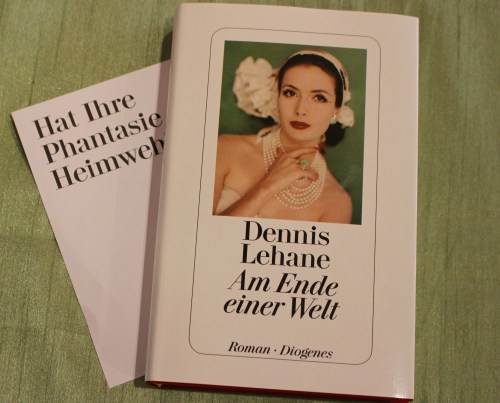 Hat Ihre
Phantasie
Heimweh
Dennis
Lehane
Am Ende
einer Welt
Roman · Diogenes